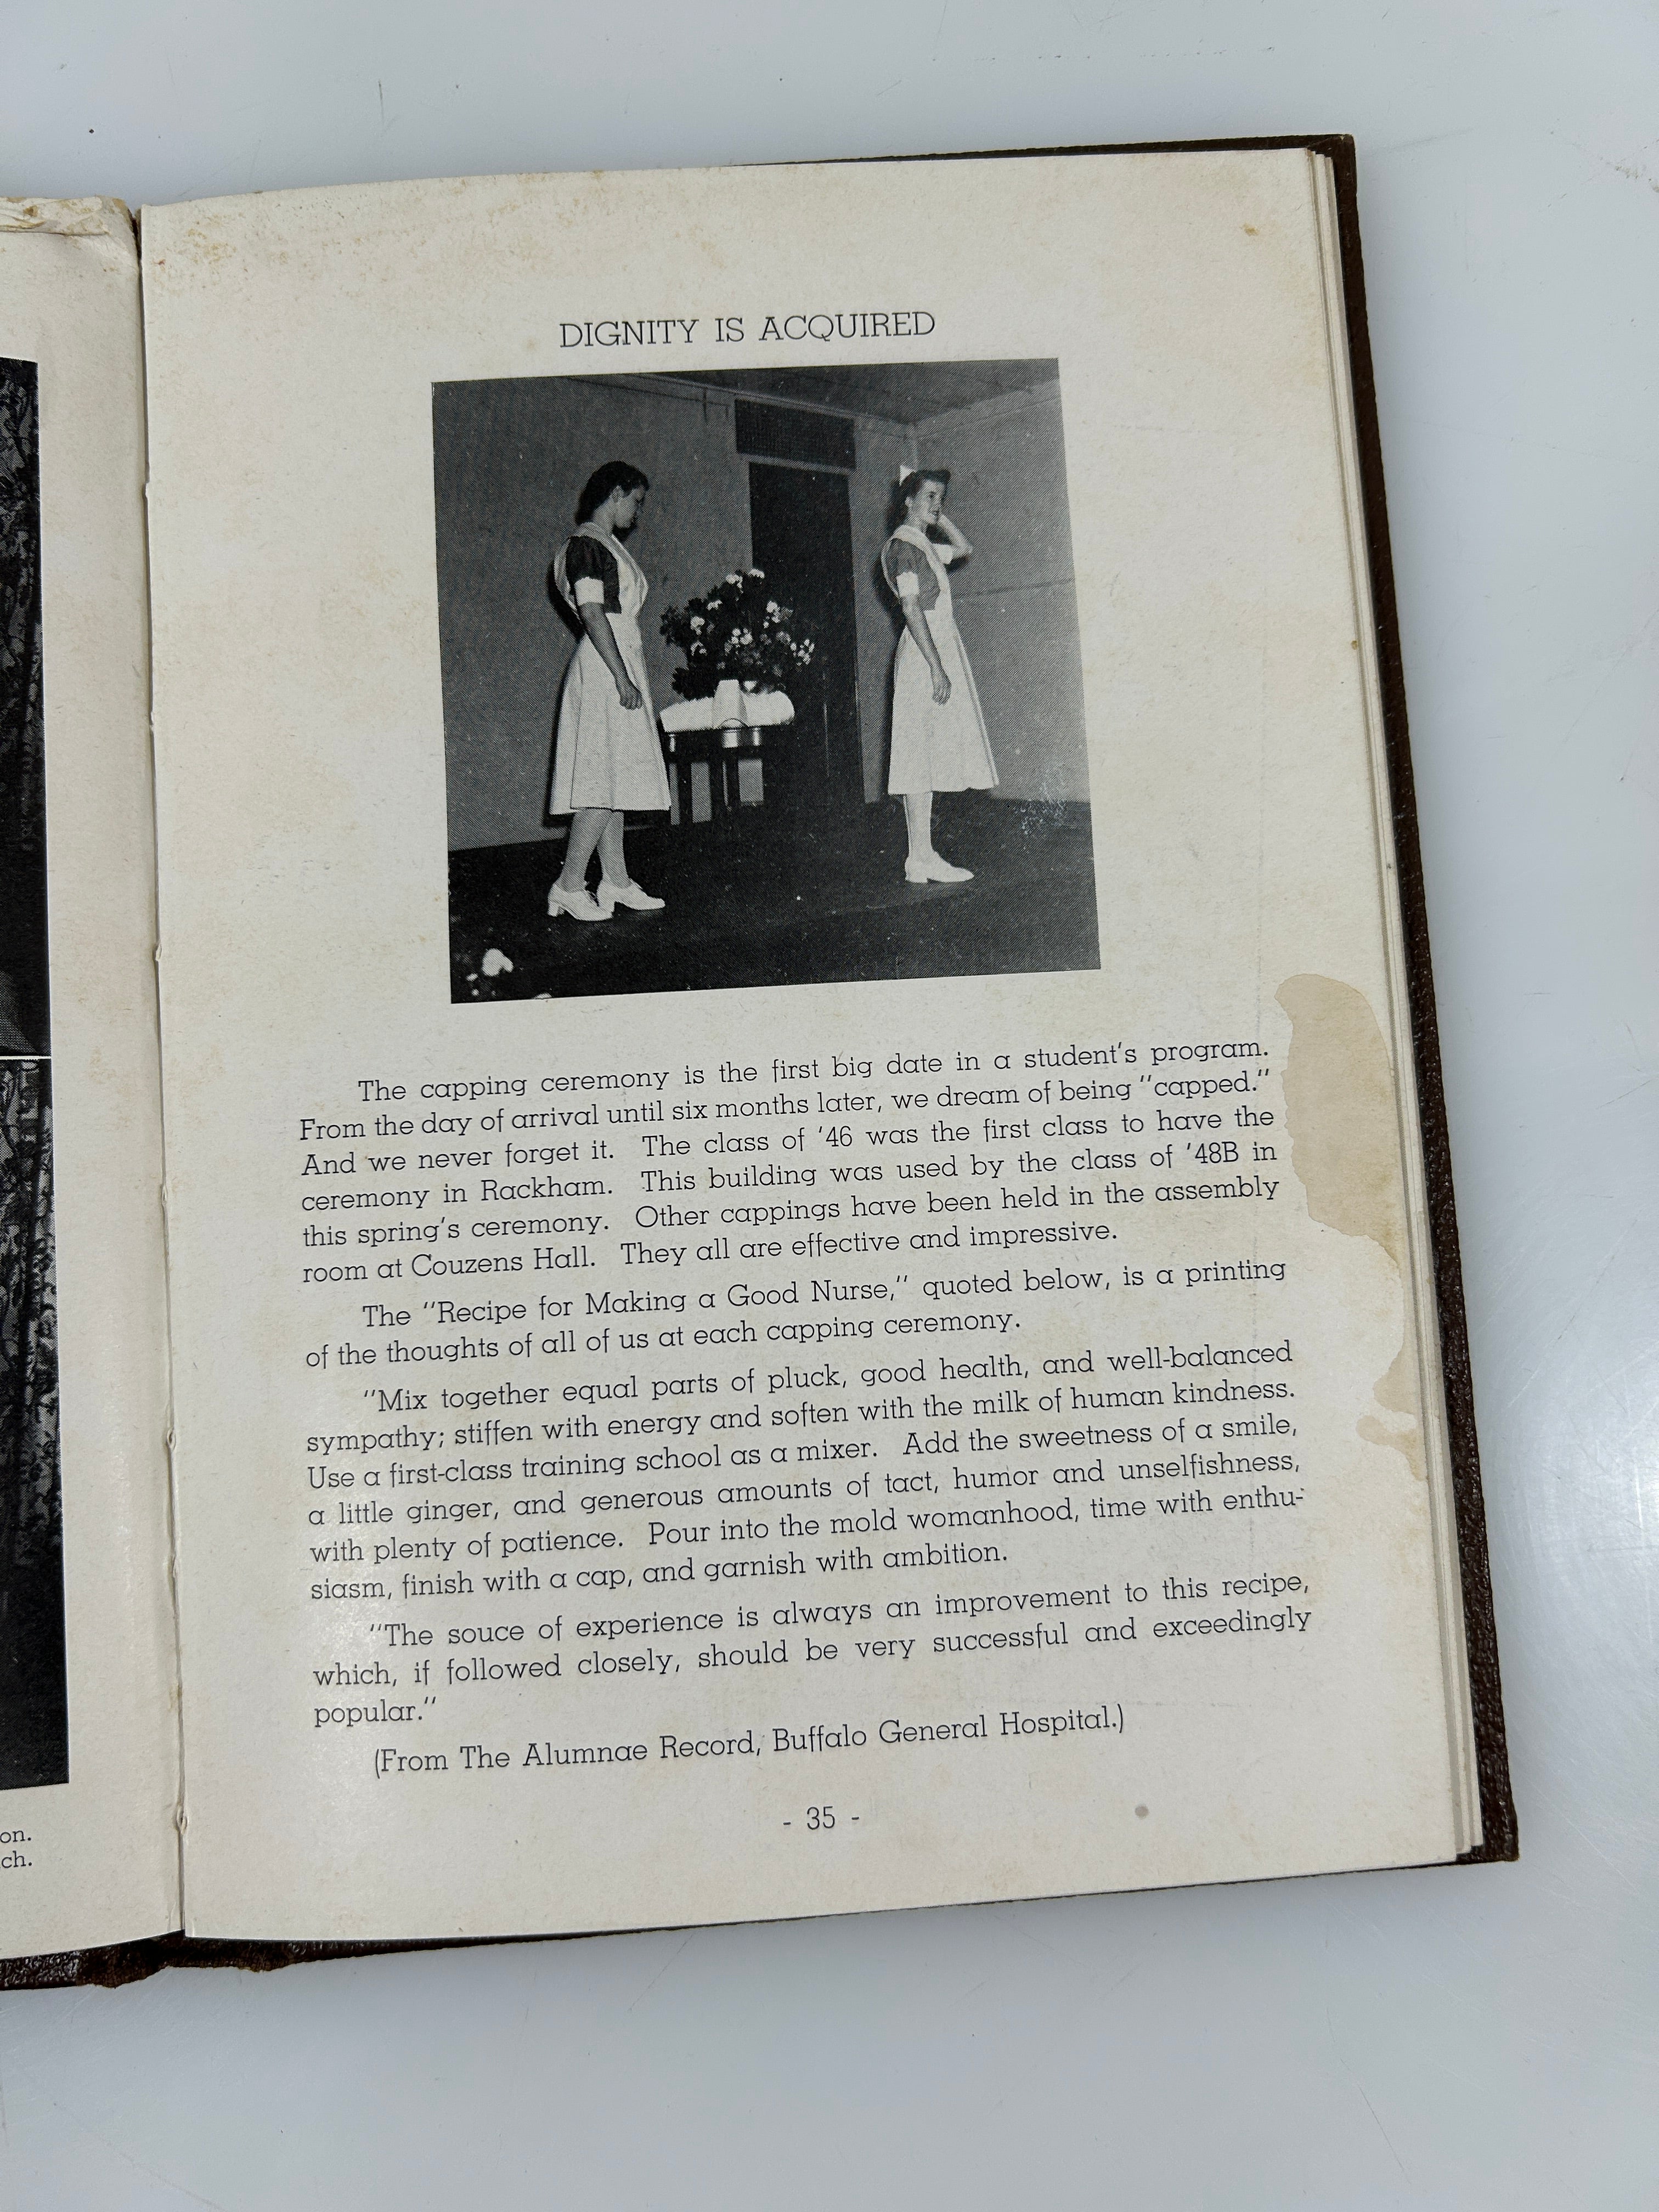 DIGNITY IS ACQUIRED
The capping ceremony is the first big date in a student's program.
From the day of arrival until six months later, we dream of being "capped."
And we never forget it. The class of '46 was the first class to have the
ceremony in Rackham. This building was used by the class of '48B in
this spring's ceremony. Other cappings have been held in the assembly
room at Couzens Hall. They all are effective and impressive.
The "Recipe for Making a Good Nurse," quoted below, is a printing
of the thoughts of all of us at each capping ceremony.
"Mix together equal parts of pluck, good health, and well-balanced
sympathy; stiffen with energy and soften with the milk of human kindness.
Use a first-class training school as a mixer. Add the sweetness of a smile,
a little ginger, and generous amounts of tact, humor and unselfishness,
with plenty of patience. Pour into the mold womanhood, time with enthu-
siasm, finish with a cap, and garnish with ambition.
"The souce of experience is always an improvement to this recipe,
which, if followed closely, should be very successful and exceedingly
popular."
(From The Alumnae Record, Buffalo General Hospital.)
- 35 -
on.
ch.